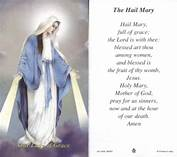 Our Lady of Grace
The Hail Mary
Hail Mary,
full of grace;
the Lord is with thee;
blessed art thou
among women,
and blessed is
the fruit of thy womb,
Jesus.
Holy Mary,
Mother of God,
pray for us sinners,
now and at the hour
of our death.
Amen